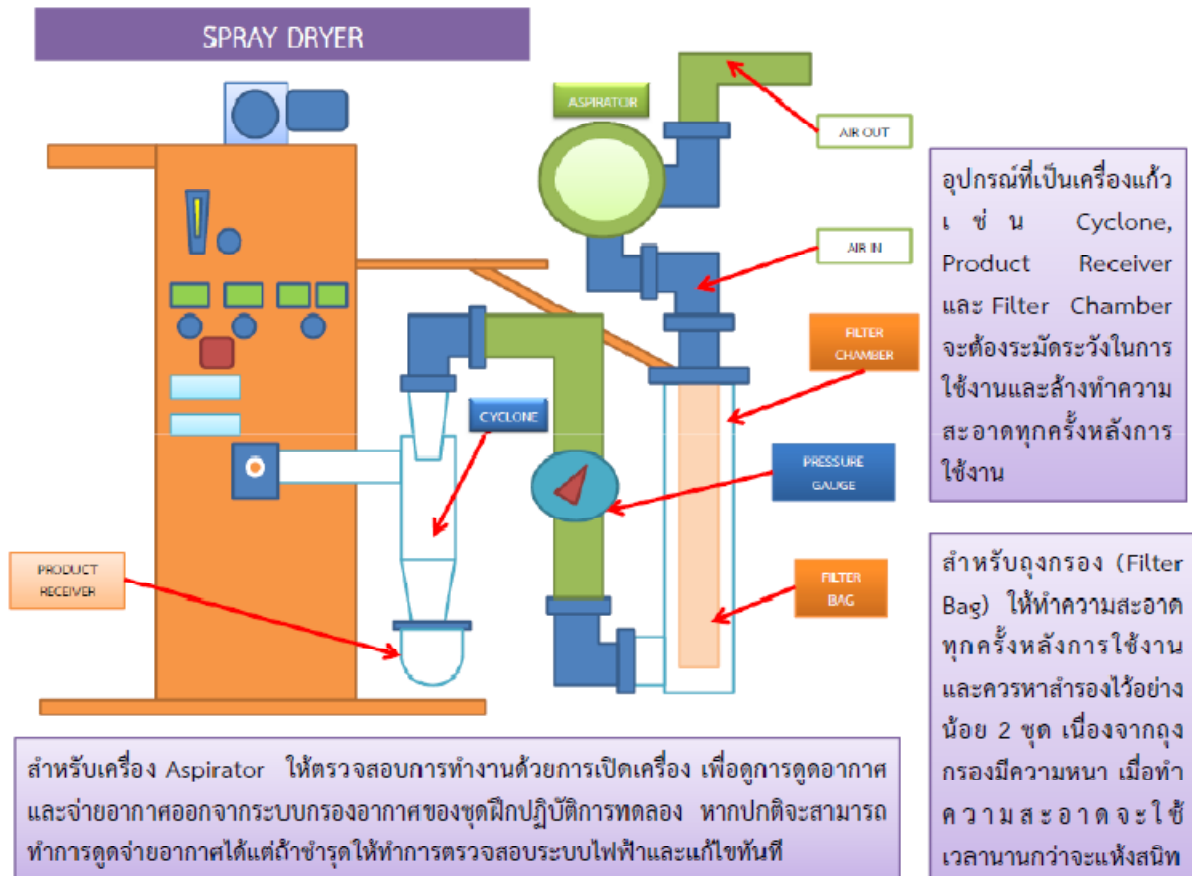 SPRAY DRYER
ASPIRATOR
AIR OUT
AIR IN
FILTER
CHAMBER
CYCLONE
PRESSURE
GAUGE
PRODUCT
RECEIVER
FILTER
BAG
อุปกรณ์ที่เป็นเครื่องแก้ว
เช่น Cyclone,
Product Receiver
และ Filter Chamber
จะต้องระมัดระวังในการ
ใช้งานและล้างทำความ
สะอาดทุกครั้งหลังการ
ใช้งาน
สำหรับถุงกรอง (Filter
Bag) ให้ทำความสะอาด
ทุกครั้งหลังการใช้งาน
และควรหาสำรองไว้อย่าง
น้อย 2 ชุด เนื่องจากถุง
กรองมีความหนา เมื่อทำ
ความสะอาดจะใช้
เวลานานกว่าจะแห้งสนิท
สำหรับเครื่อง Aspirator ให้ตรวจสอบการทำงานด้วยการเปิดเครื่อง เพื่อดูการดูดอากาศ
และจ่ายอากาศออกจากระบบกรองอากาศของชุดฝึกปฏิบัติการทดลอง หากปกติจะสามารถ
ทำการดูดจ่ายอากาศได้แต่ถ้าชำรุดให้ทำการตรวจสอบระบบไฟฟ้าและแก้ไขทันที